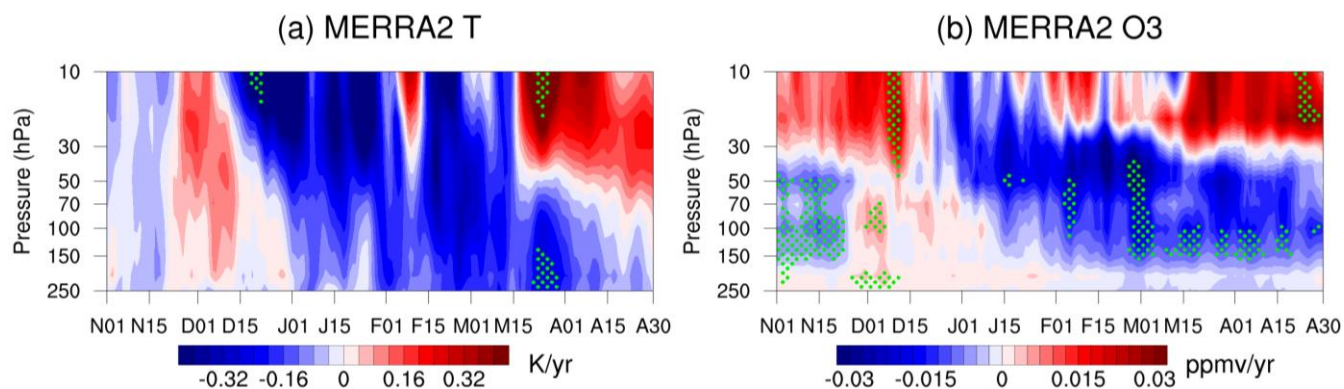 (a) MERRA2 T
Pressure (hPa)
10
30
50
70
100
150
250
N01 N15 D01 D15 J01 J15 F01 F15 M01 M15 A01 A15 A30
-0.32 -0.16 0 0.16 0.32 K/yr
(b) MERRA2 O3
Pressure (hPa)
10
30
50
70
100
150
250
N01 N15 D01 D15 J01 J15 F01 F15 M01 M15 A01 A15 A30
-0.03 -0.015 0 0.015 0.03 ppmv/yr